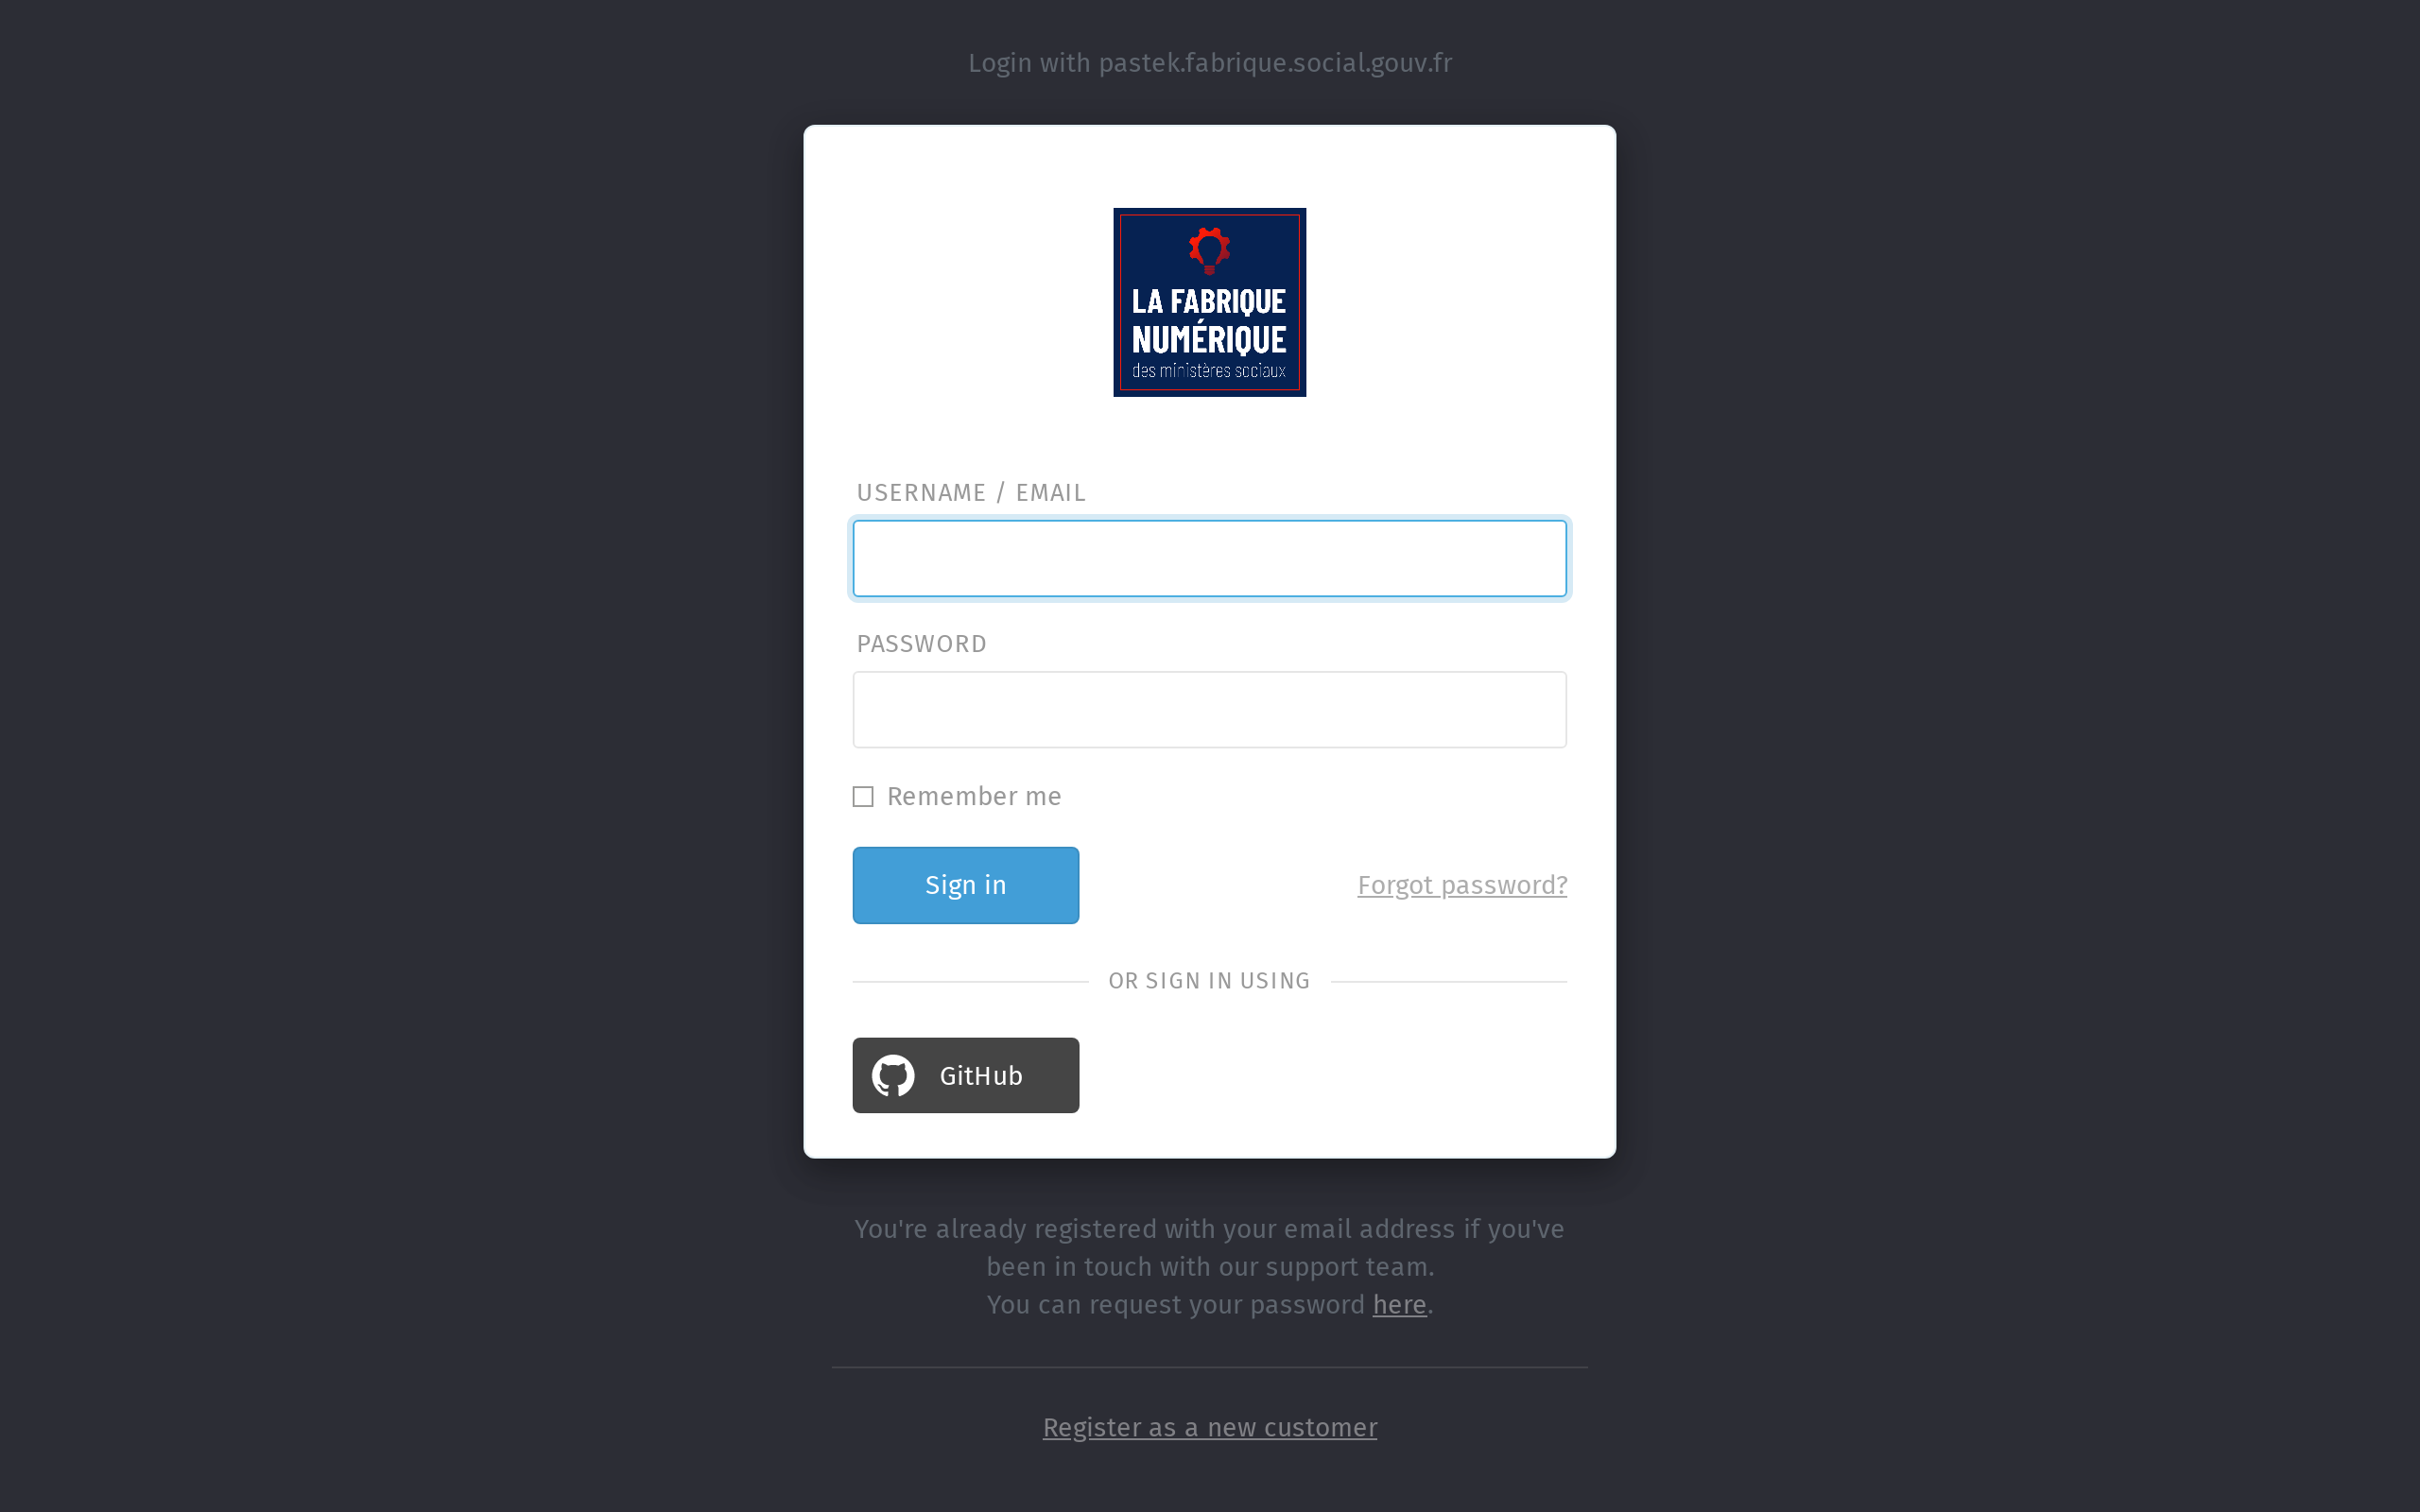 Login with pastek.fabrique.social.gouv.fr
LA FABRIQUE
NUMÉRIQUE
des ministères sociaux
USERNAME / EMAIL
PASSWORD
Remember me
Sign in
Forgot password?
OR SIGN IN USING
GitHub
You're already registered with your email address if you've
been in touch with our support team.
You can request your password here.
Register as a new customer